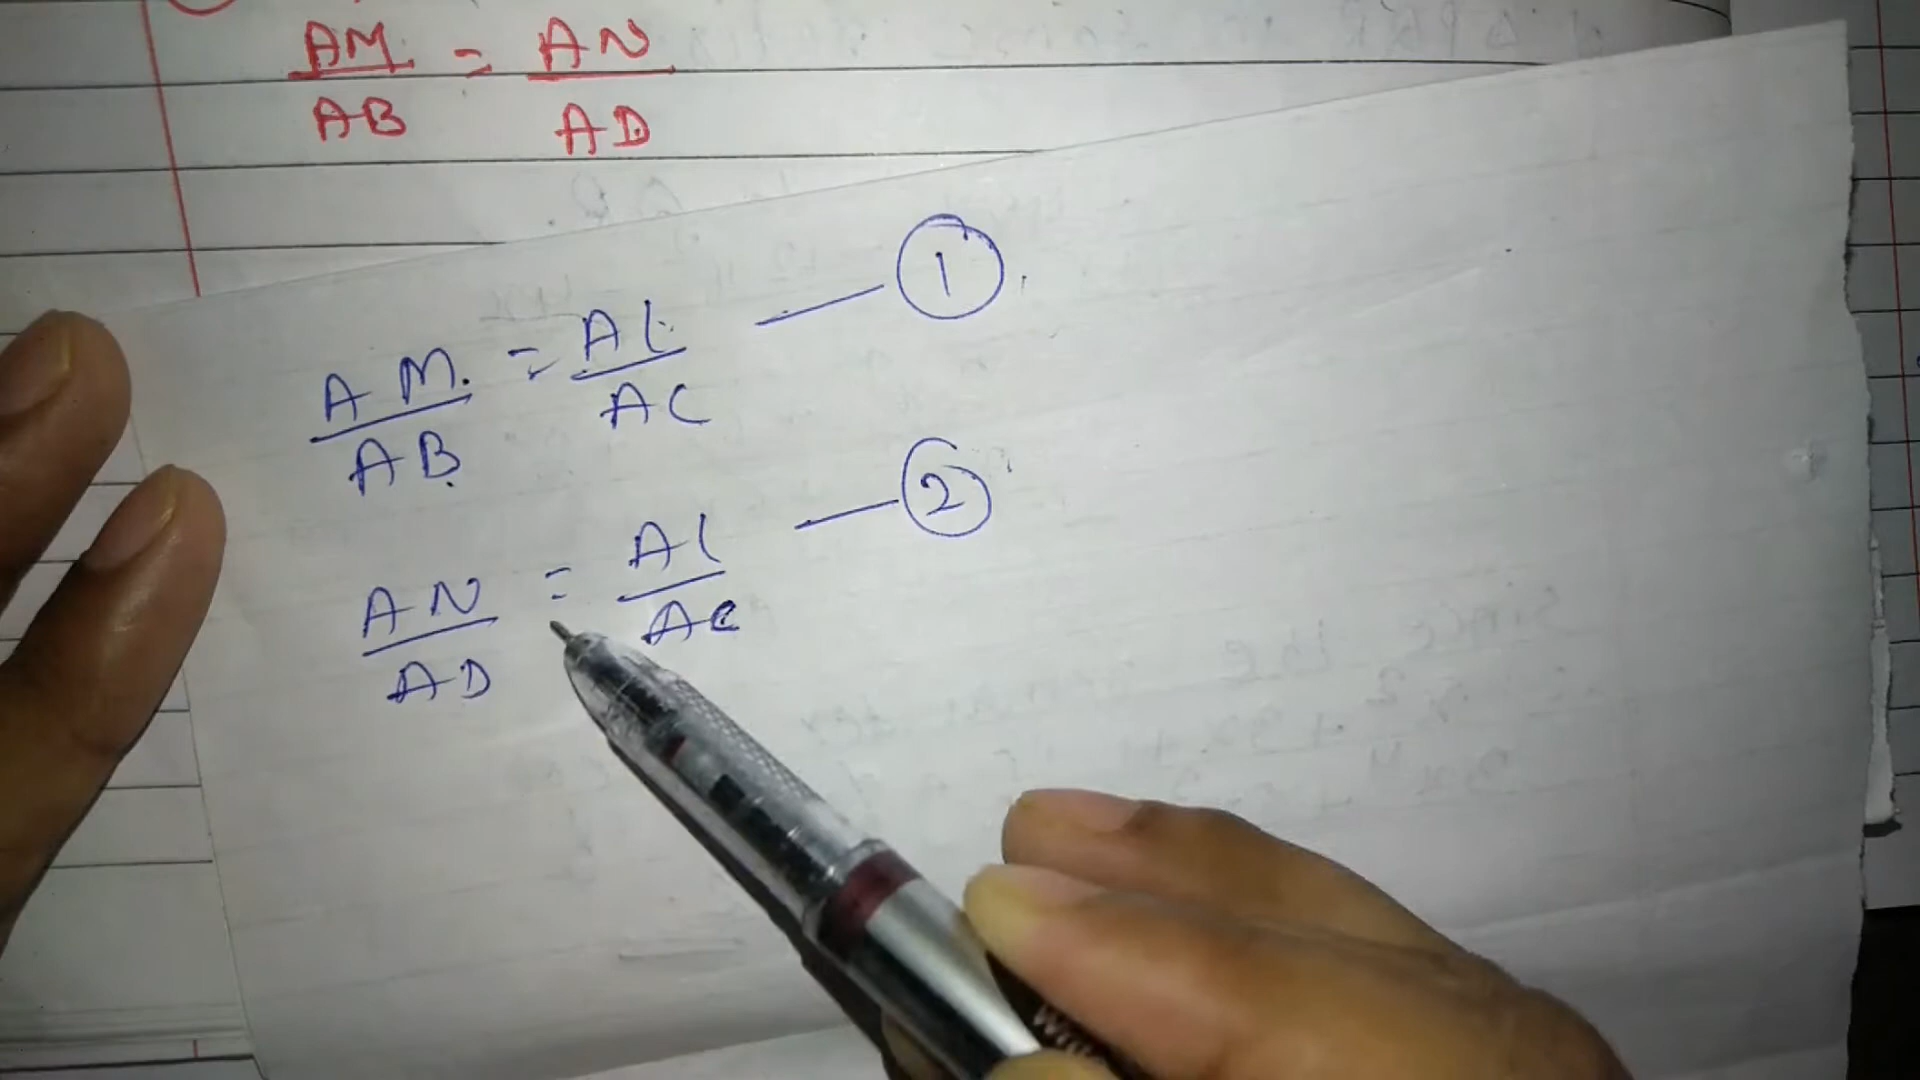 AM = AN
AB AD
AM. = AL — 1
AB AC
AN = AL — 2
AD AC